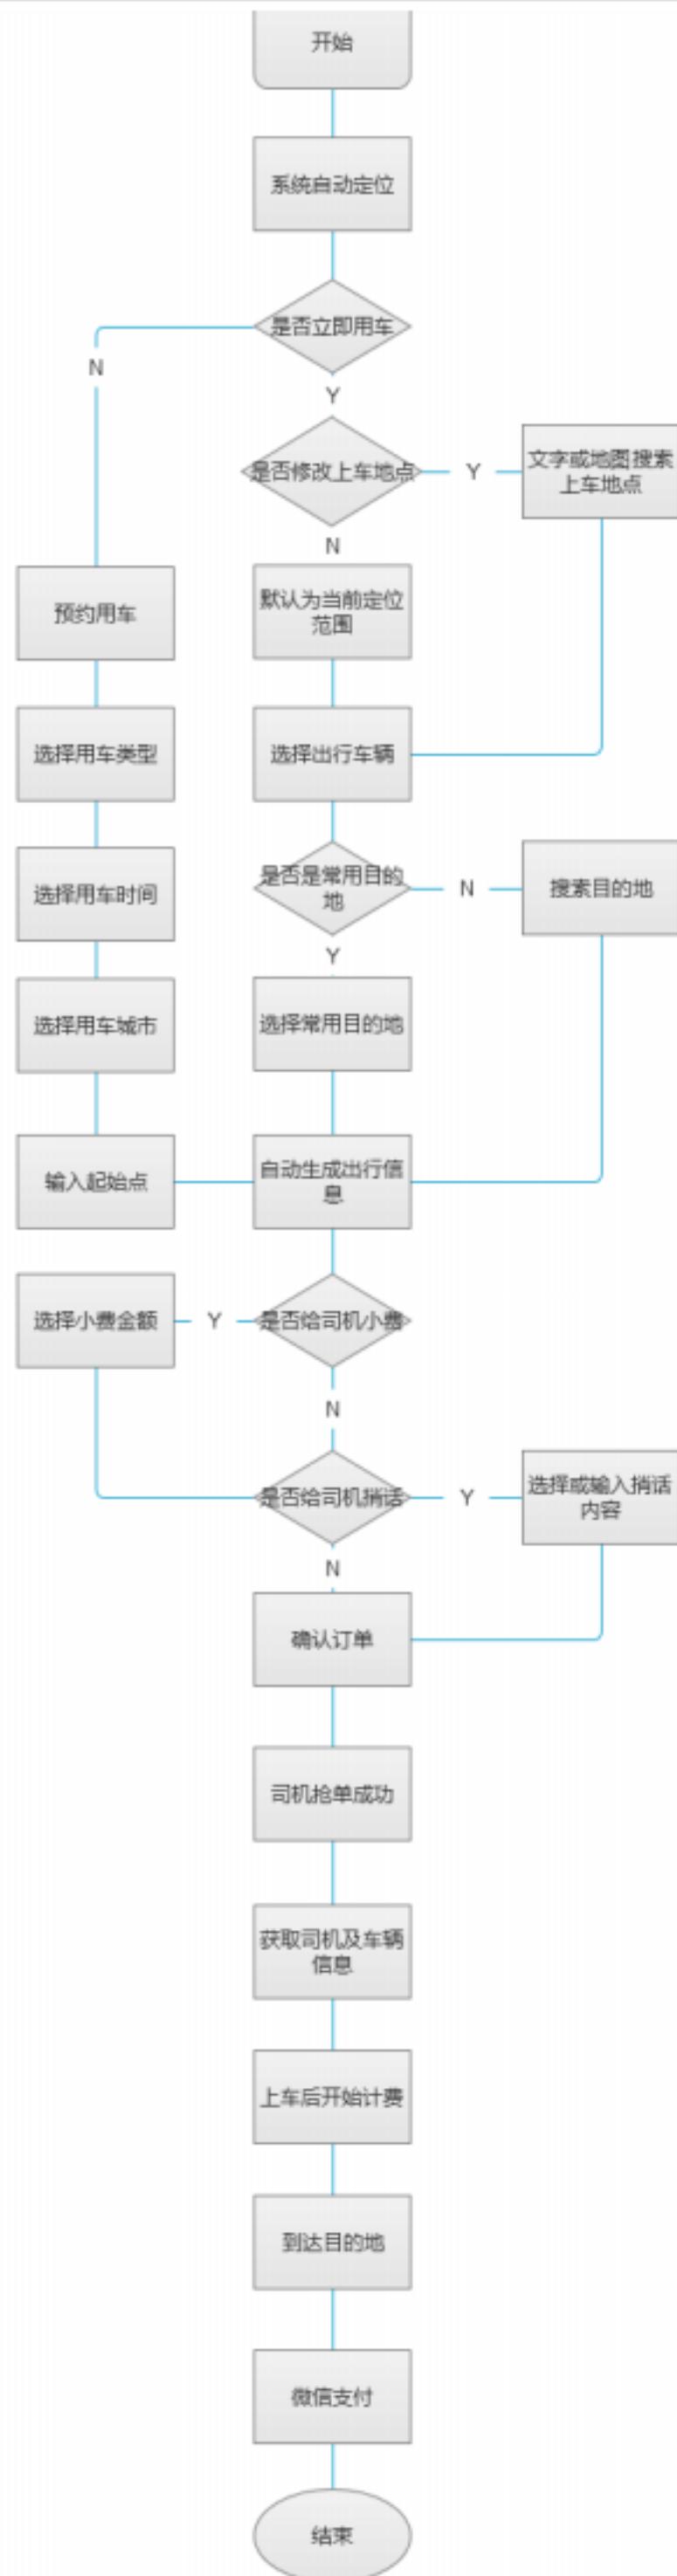 开始
系统自动定位
是否立即用车
N
Y
是否修改上车地点
Y
文字或地图搜索
上车地点
N
预约用车
默认为当前定位
范围
选择用车类型
选择出行车辆
是否是常用目的
地
N
搜索目的地
选择用车时间
Y
选择用车城市
选择常用目的地
输入起始点
自动生成出行信
息
选择小费金额
Y
是否给司机小费
N
是否给司机捎话
Y
选择或输入捎话
内容
N
确认订单
司机抢单成功
获取司机及车辆
信息
上车后开始计费
到达目的地
微信支付
结束